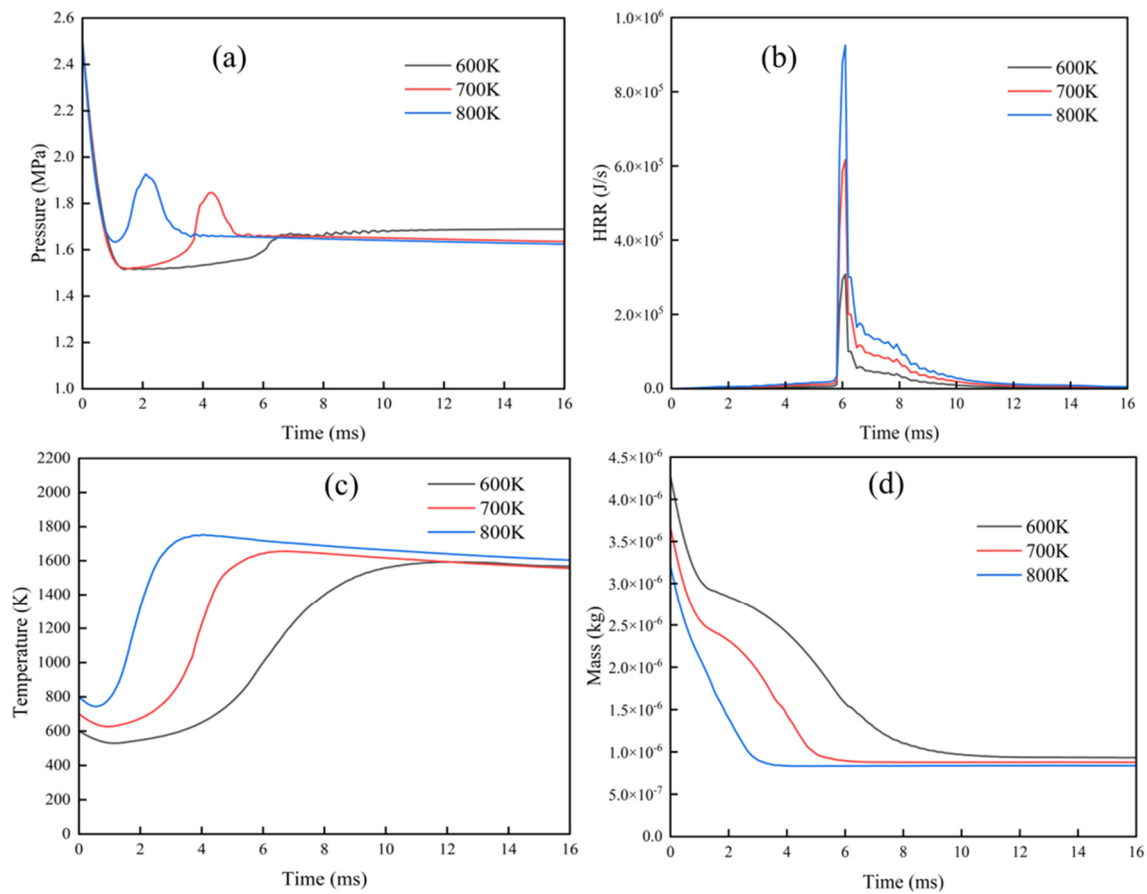 (a)
600K
700K
800K
2.6
2.4
2.2
2.0
1.8
1.6
1.4
1.2
1.0
Pressure (MPa)
0 2 4 6 8 10 12 14 16
Time (ms)
(b)
600K
700K
800K
1.0×10⁶
8.0×10⁵
6.0×10⁵
4.0×10⁵
2.0×10⁵
0.0
HRR (J/s)
0 2 4 6 8 10 12 14 16
Time (ms)
(c)
600K
700K
800K
2200
2000
1800
1600
1400
1200
1000
800
600
400
200
0
Temperature (K)
0 2 4 6 8 10 12 14 16
Time (ms)
(d)
600K
700K
800K
4.5×10⁻⁶
4.0×10⁻⁶
3.5×10⁻⁶
3.0×10⁻⁶
2.5×10⁻⁶
2.0×10⁻⁶
1.5×10⁻⁶
1.0×10⁻⁶
5.0×10⁻⁷
0.0
Mass (kg)
0 2 4 6 8 10 12 14 16
Time (ms)